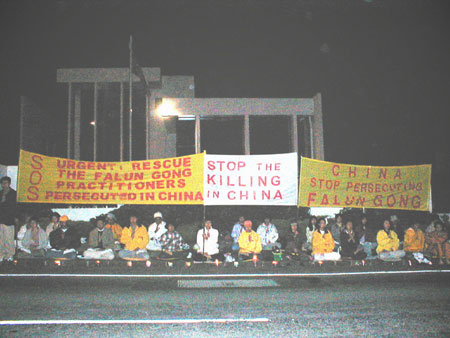 SOS
URGENT: RESCUE
THE FALUN GONG
PRACTITIONERS
PERSECUTED IN CHINA
STOP THE
KILLING
IN CHINA
CHINA
STOP PERSECUTING
FALUN GONG